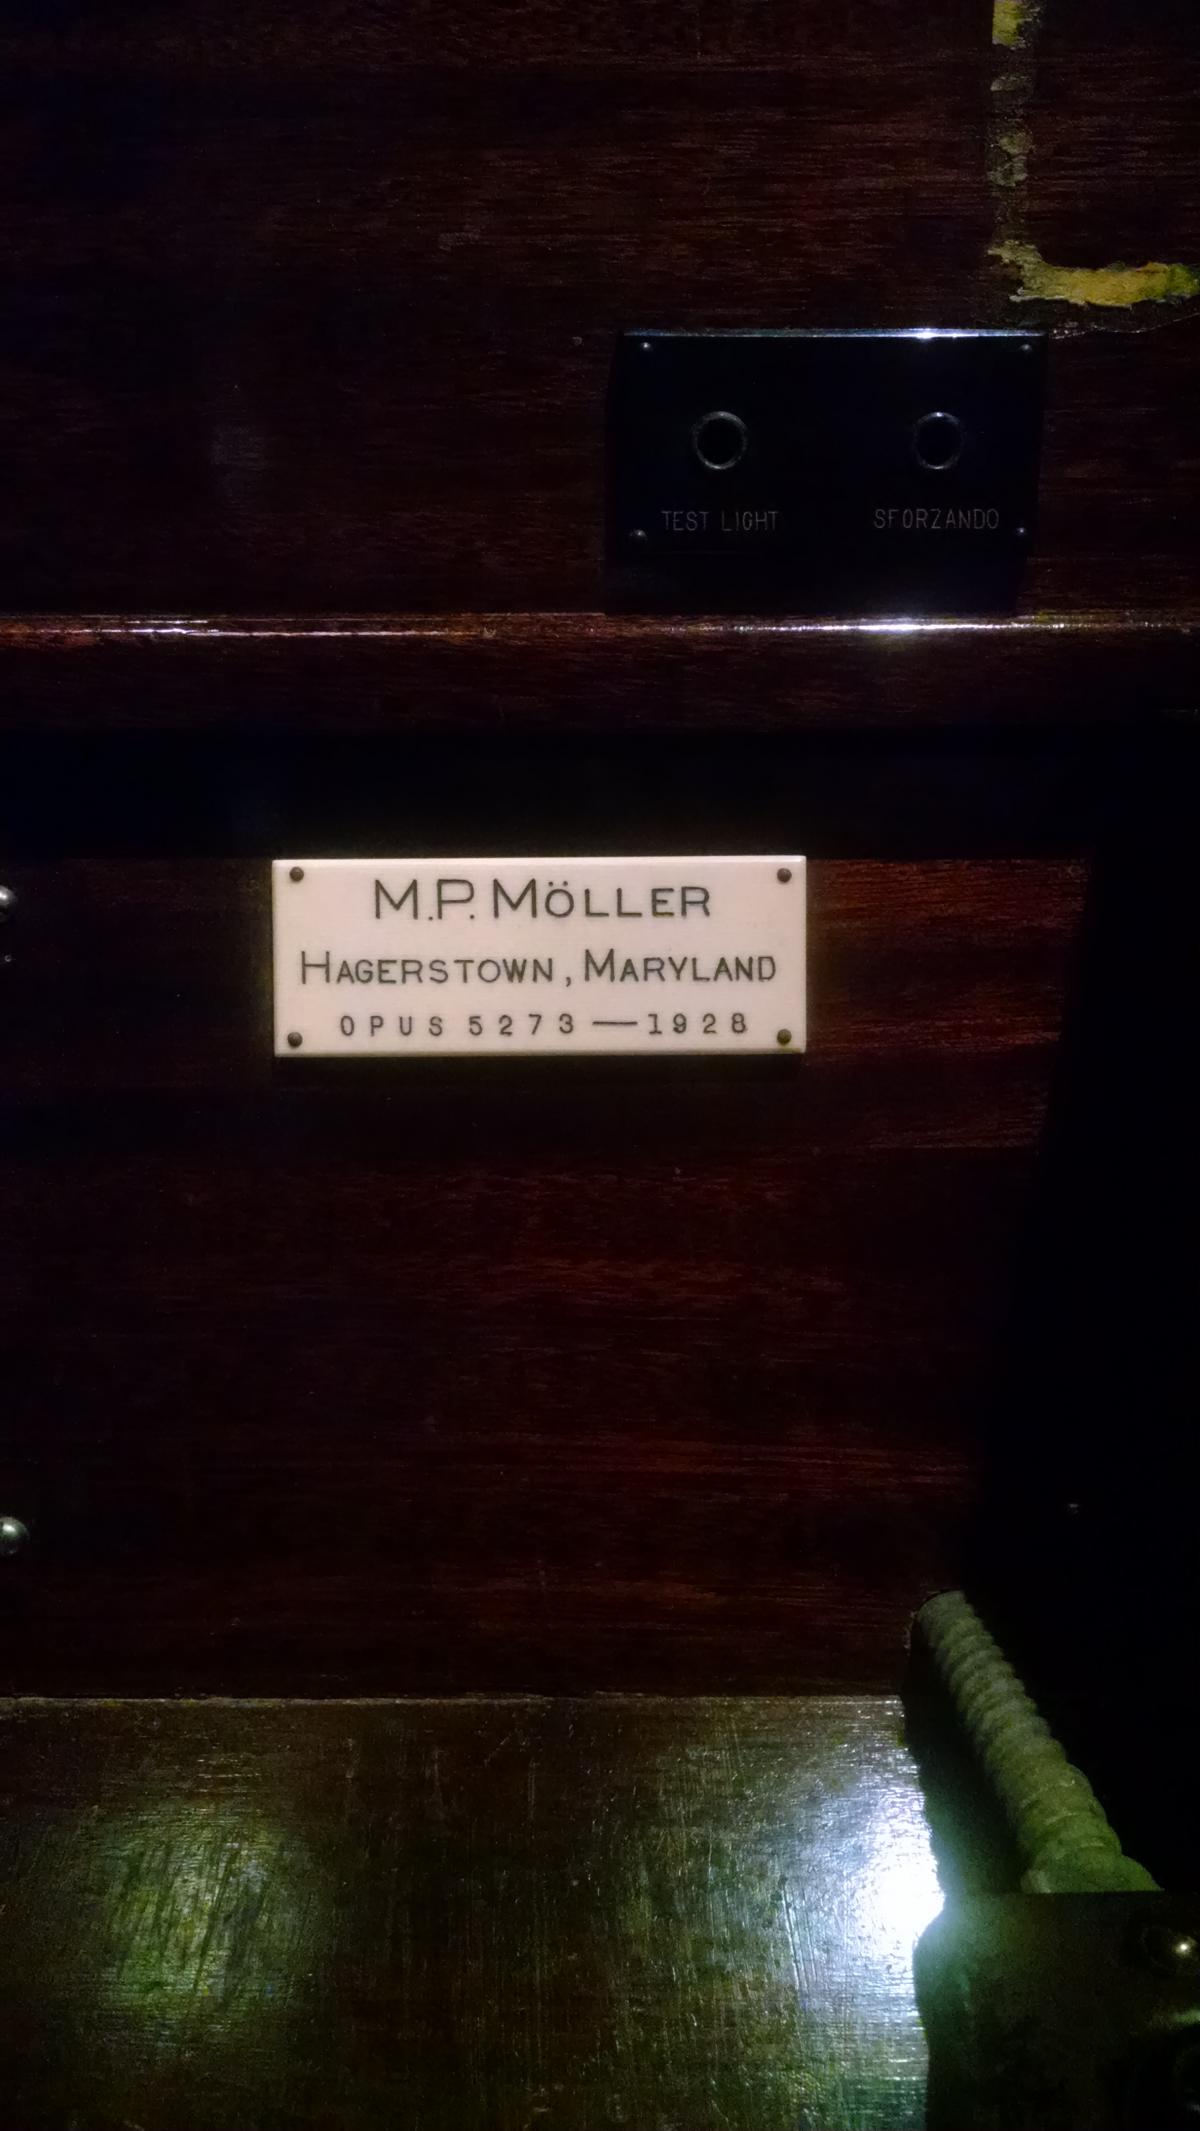 TEST LIGHT SFORZANDO
M.P. MÖLLER
HAGERSTOWN, MARYLAND
OPUS 5273 — 1928